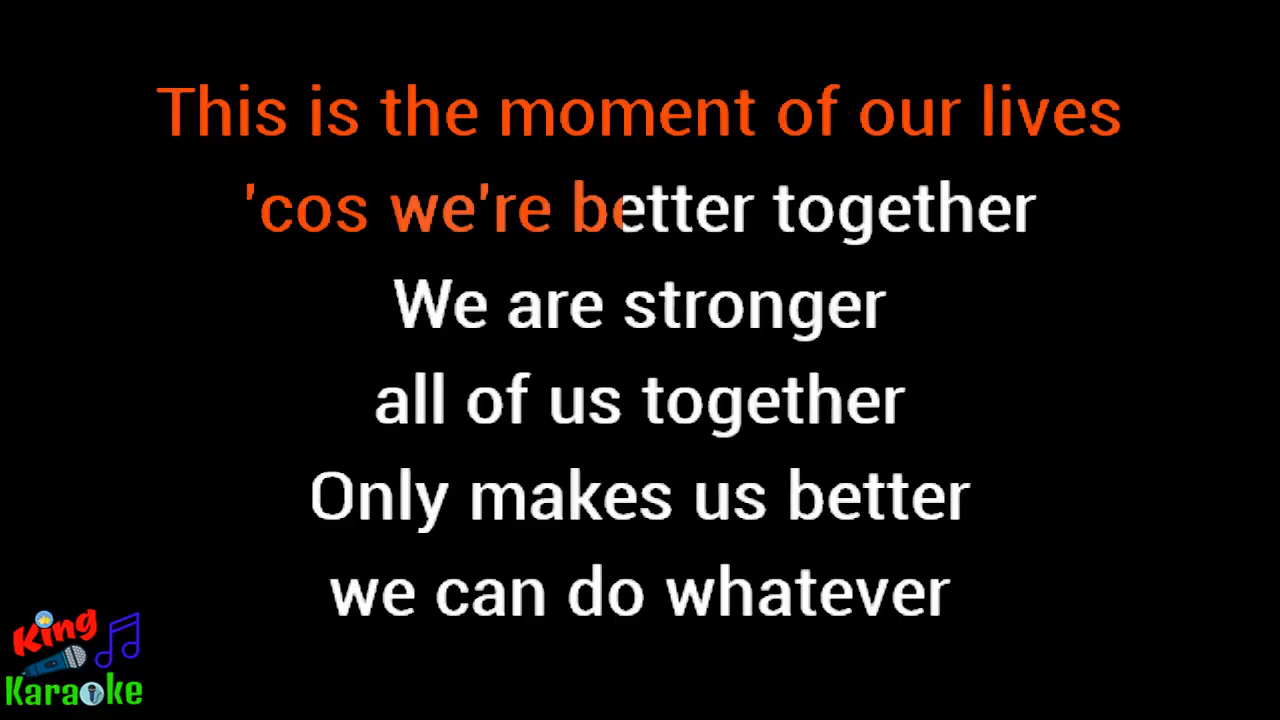 This is the moment of our lives
'cos we're better together
We are stronger
all of us together
Only makes us better
we can do whatever
King
Karaoke